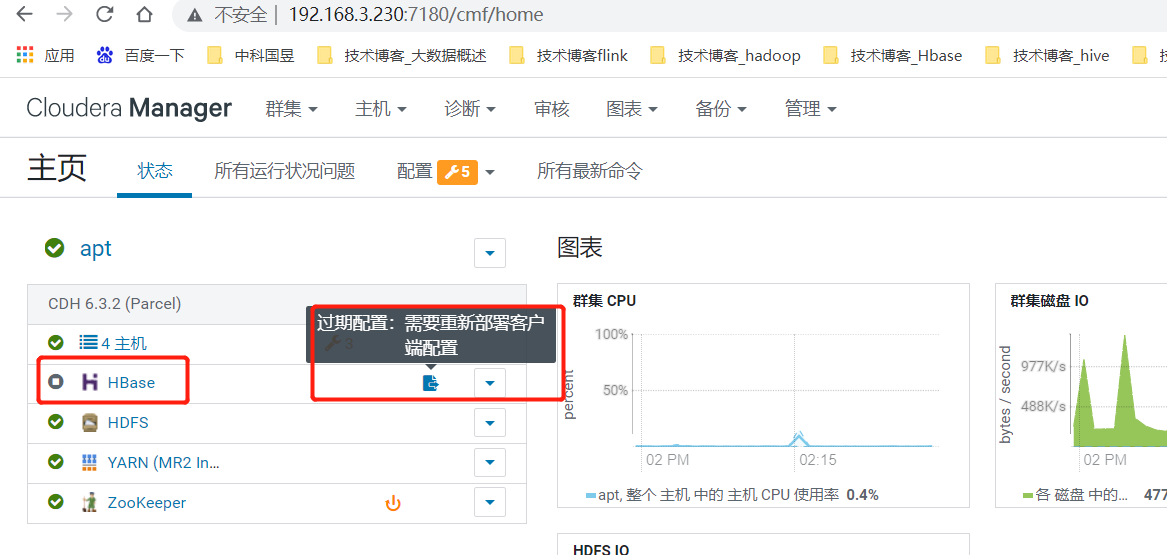 不安全 | 192.168.3.230:7180/cmf/home
应用 百度一下 中科国昱 技术博客_大数据概述 技术博客flink 技术博客_hadoop 技术博客_Hbase 技术博客_hive 技
Cloudera Manager 群集 主机 诊断 审核 图表 备份 管理
主页 状态 所有运行状况问题 配置 5 所有最新命令
apt
CDH 6.3.2 (Parcel)
过期配置：需要重新部署客户
端配置
4 主机 3
HBase
HDFS
YARN (MR2 In...
ZooKeeper
图表
群集 CPU
percent
100%
50%
02 PM 02:15
apt, 整个 主机 中的 主机 CPU 使用率 0.4%
群集磁盘 IO
bytes / second
977K/s
488K/s
02 PM
各 磁盘 中的... 477
HDFS IO